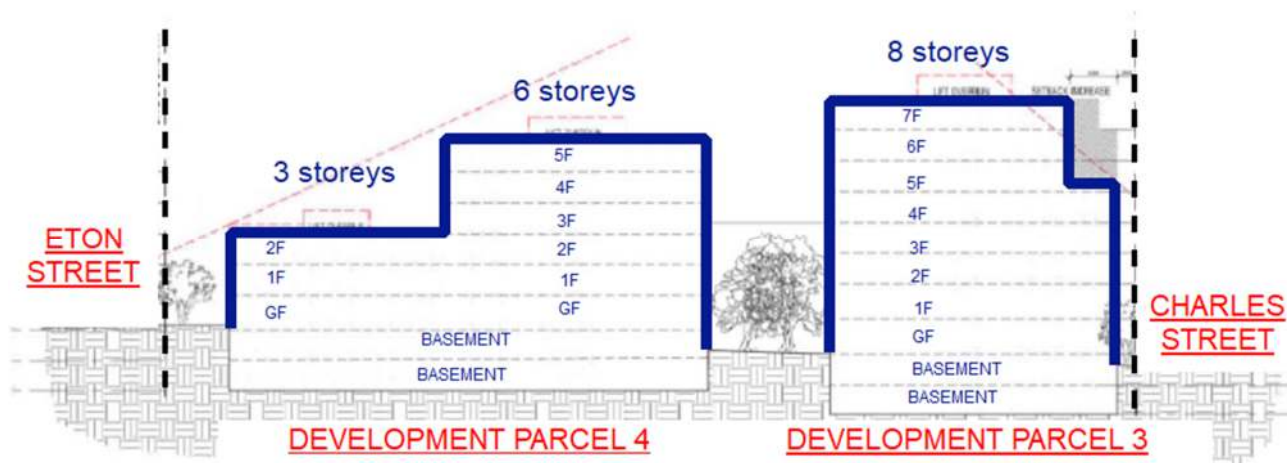 8 storeys
LIFT OVERRUN
SETBACK INCREASE
6 storeys
3 storeys
7F
6F
5F
4F
3F
2F
1F
GF
BASEMENT
BASEMENT
5F
4F
3F
2F
1F
GF
2F
1F
GF
BASEMENT
BASEMENT
ETON
STREET
CHARLES
STREET
DEVELOPMENT PARCEL 4
DEVELOPMENT PARCEL 3